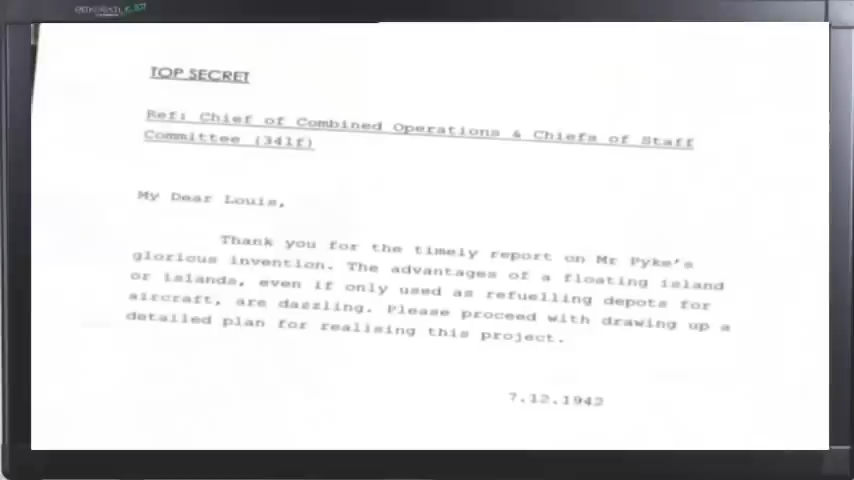 TOP SECRET
Ref: Chief of Combined Operations & Chiefs of Staff
Committee (341f)
My Dear Louis,
Thank you for the timely report on Mr Pyke's
glorious invention. The advantages of a floating island
or islands, even if only used as refuelling depots for
aircraft, are dazzling. Please proceed with drawing up a
detailed plan for realising this project.
7.12.1942